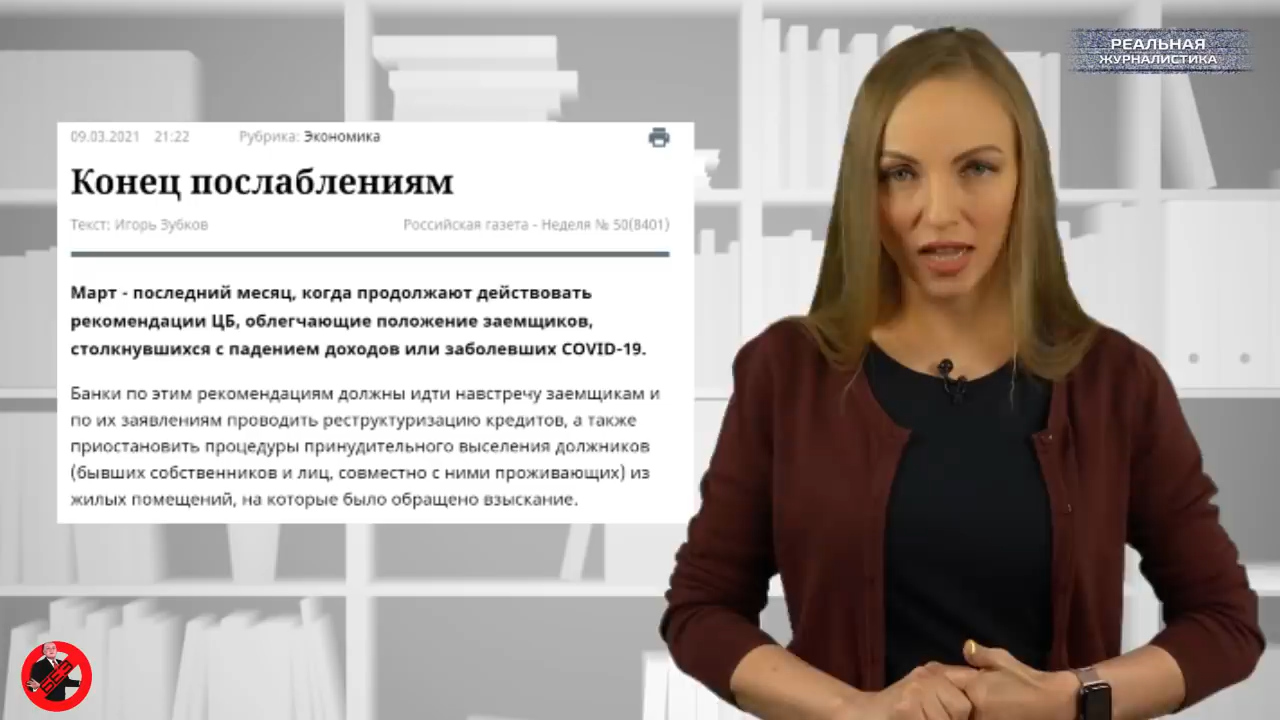 РЕАЛЬНАЯ
ЖУРНАЛИСТИКА
09.03.2021 21:22 Рубрика: Экономика
Конец послаблениям
Текст: Игорь Зубков Российская газета - Неделя № 50(8401)
Март - последний месяц, когда продолжают действовать
рекомендации ЦБ, облегчающие положение заемщиков,
столкнувшихся с падением доходов или заболевших COVID-19.
Банки по этим рекомендациям должны идти навстречу заемщикам и
по их заявлениям проводить реструктуризацию кредитов, а также
приостановить процедуры принудительного выселения должников
(бывших собственников и лиц, совместно с ними проживающих) из
жилых помещений, на которые было обращено взыскание.
БЕЗ